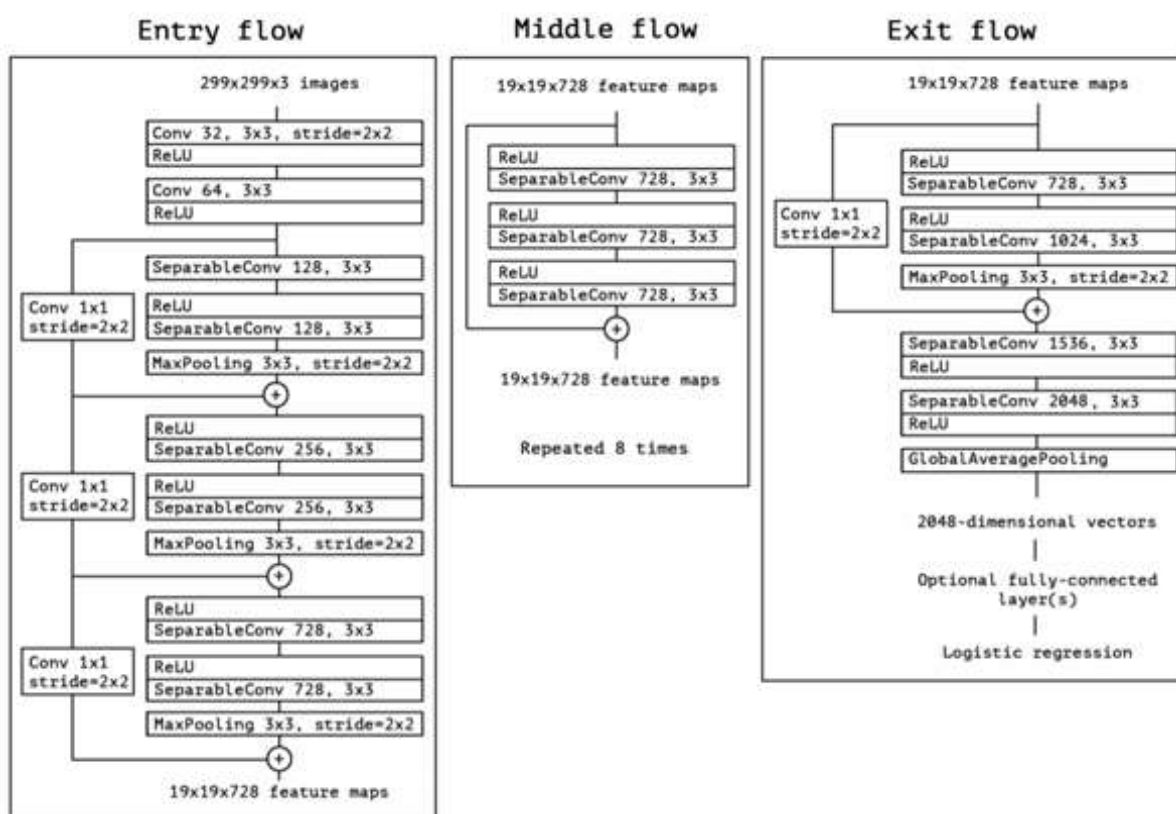 Entry flow
299x299x3 images
Conv 32, 3x3, stride=2x2
ReLU
Conv 64, 3x3
ReLU
SeparableConv 128, 3x3
Conv 1x1
stride=2x2
ReLU
SeparableConv 128, 3x3
MaxPooling 3x3, stride=2x2
+
ReLU
SeparableConv 256, 3x3
Conv 1x1
stride=2x2
ReLU
SeparableConv 256, 3x3
MaxPooling 3x3, stride=2x2
+
ReLU
SeparableConv 728, 3x3
Conv 1x1
stride=2x2
ReLU
SeparableConv 728, 3x3
MaxPooling 3x3, stride=2x2
+
19x19x728 feature maps
Middle flow
19x19x728 feature maps
ReLU
SeparableConv 728, 3x3
ReLU
SeparableConv 728, 3x3
ReLU
SeparableConv 728, 3x3
+
19x19x728 feature maps
Repeated 8 times
Exit flow
19x19x728 feature maps
ReLU
SeparableConv 728, 3x3
Conv 1x1
stride=2x2
ReLU
SeparableConv 1024, 3x3
MaxPooling 3x3, stride=2x2
+
SeparableConv 1536, 3x3
ReLU
SeparableConv 2048, 3x3
ReLU
GlobalAveragePooling
2048-dimensional vectors
Optional fully-connected
layer(s)
Logistic regression